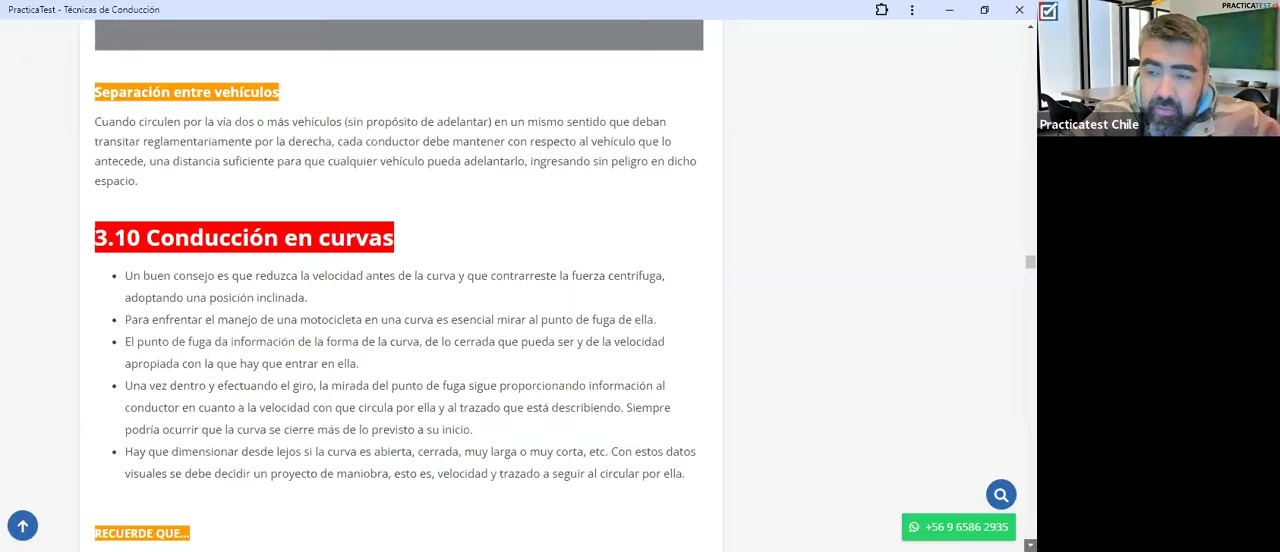 PracticaTest - Técnicas de Conducción
PRACTICATEST
Separación entre vehículos
Cuando circulen por la vía dos o más vehículos (sin propósito de adelantar) en un mismo sentido que deban
transitar reglamentariamente por la derecha, cada conductor debe mantener con respecto al vehículo que lo
antecede, una distancia suficiente para que cualquier vehículo pueda adelantarlo, ingresando sin peligro en dicho
espacio.
Practicatest Chile
3.10 Conducción en curvas
• Un buen consejo es que reduzca la velocidad antes de la curva y que contrarreste la fuerza centrífuga,
adoptando una posición inclinada.
• Para enfrentar el manejo de una motocicleta en una curva es esencial mirar al punto de fuga de ella.
• El punto de fuga da información de la forma de la curva, de lo cerrada que pueda ser y de la velocidad
apropiada con la que hay que entrar en ella.
• Una vez dentro y efectuando el giro, la mirada del punto de fuga sigue proporcionando información al
conductor en cuanto a la velocidad con que circula por ella y al trazado que está describiendo. Siempre
podría ocurrir que la curva se cierre más de lo previsto a su inicio.
• Hay que dimensionar desde lejos si la curva es abierta, cerrada, muy larga o muy corta, etc. Con estos datos
visuales se debe decidir un proyecto de maniobra, esto es, velocidad y trazado a seguir al circular por ella.
RECUERDE QUE...
+56 9 6586 2935